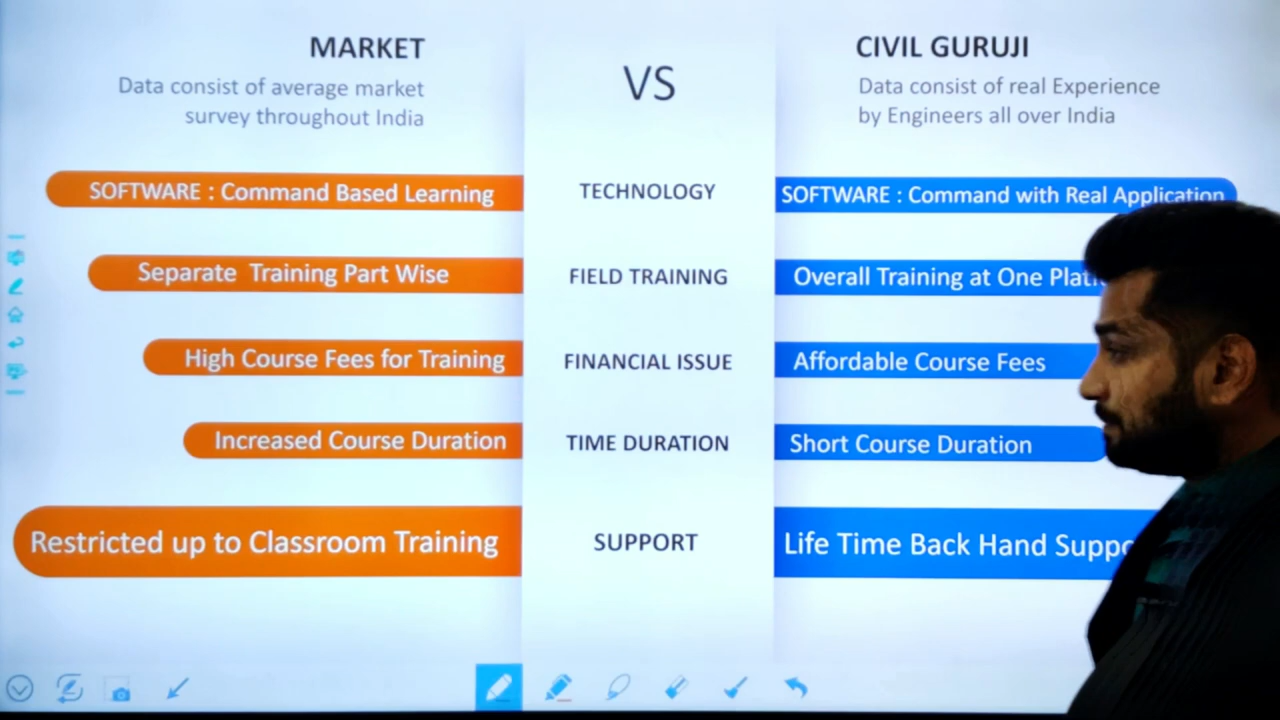 MARKET
Data consist of average market
survey throughout India
VS
CIVIL GURUJI
Data consist of real Experience
by Engineers all over India
SOFTWARE : Command Based Learning
TECHNOLOGY
SOFTWARE : Command with Real Application
Separate Training Part Wise
FIELD TRAINING
Overall Training at One
High Course Fees for Training
FINANCIAL ISSUE
Affordable Course Fees
Increased Course Duration
TIME DURATION
Short Course Duration
Restricted up to Classroom Training
SUPPORT
Life Time Back Hand